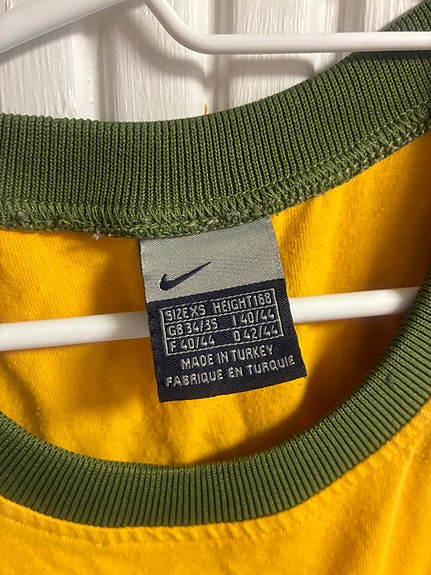 SIZE XS HEIGHT 168
GB 34/35 I 40/44
F 40/44 D 42/44
MADE IN TURKEY
FABRIQUE EN TURQUIE